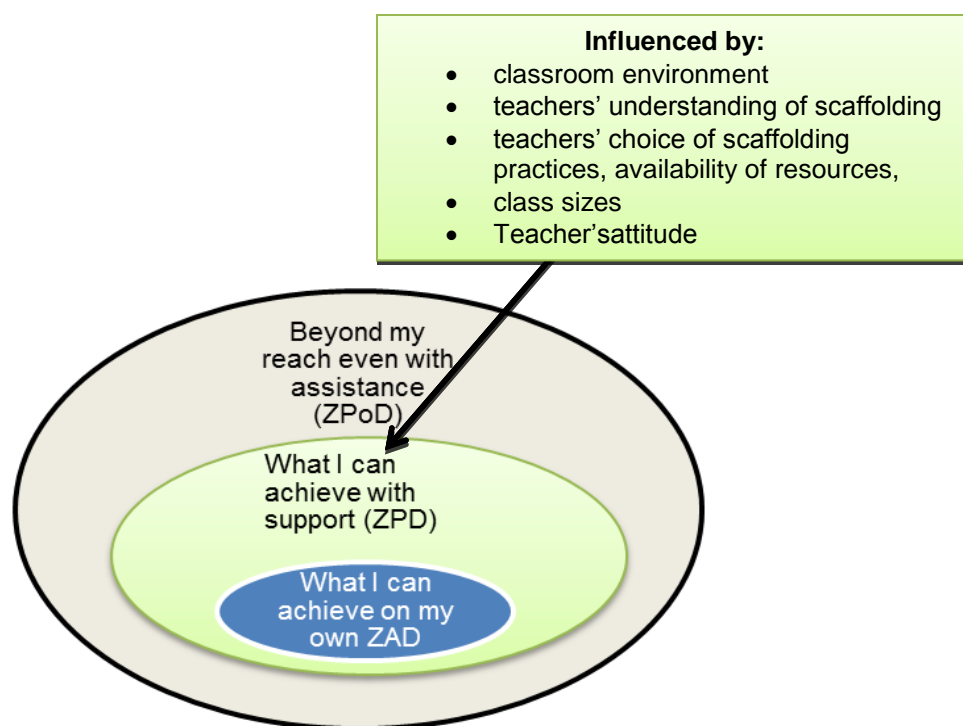 Influenced by:
• classroom environment
• teachers' understanding of scaffolding
• teachers' choice of scaffolding
practices, availability of resources,
• class sizes
• Teacher'sattitude
Beyond my
reach even with
assistance
(ZPoD)
What I can
achieve with
support (ZPD)
What I can
achieve on my
own ZAD